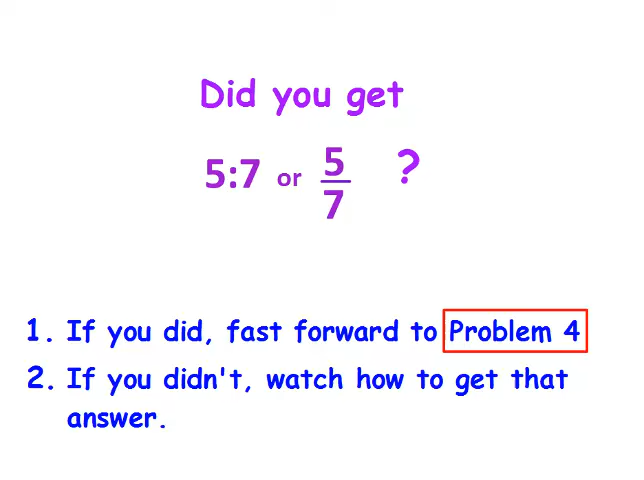 Did you get
5:7 or 5/7 ?
1. If you did, fast forward to Problem 4
2. If you didn't, watch how to get that
answer.